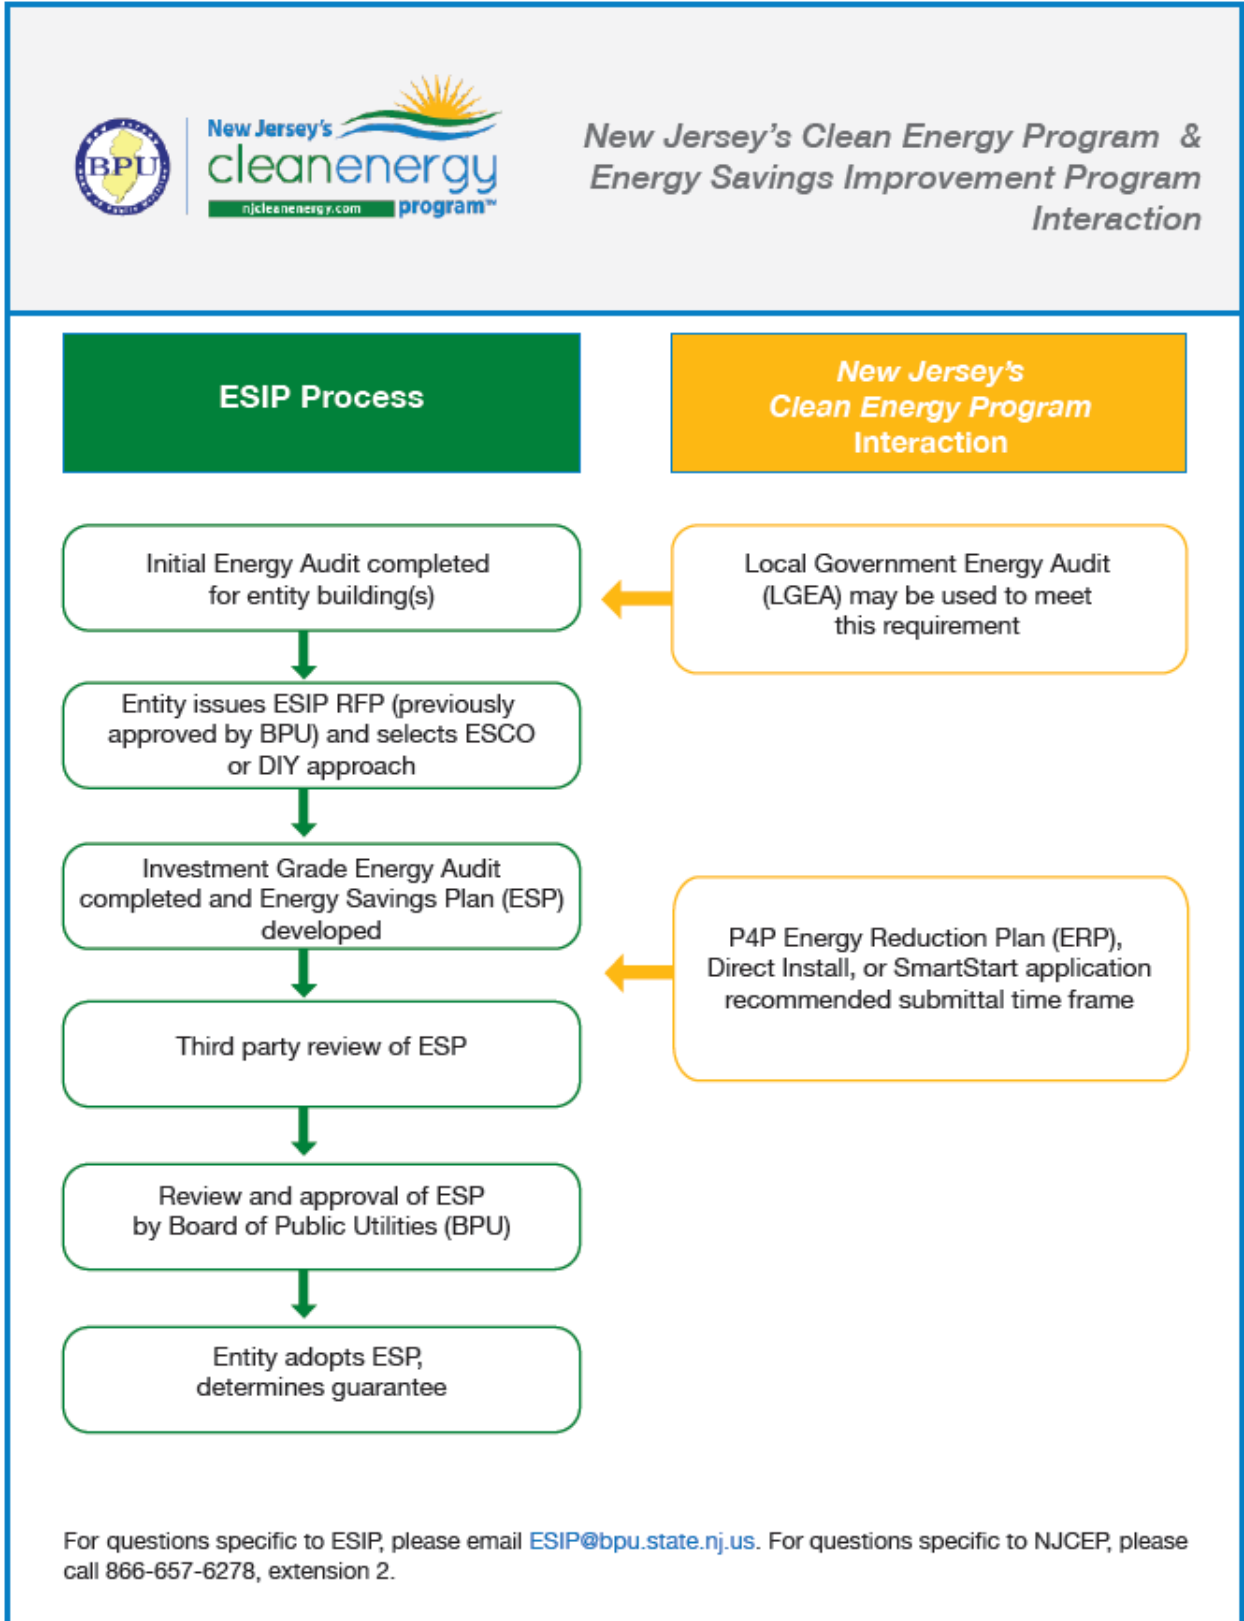 BPU
New Jersey's
cleanenergy
njcleanenergy.com
program™
New Jersey's Clean Energy Program &
Energy Savings Improvement Program
Interaction
ESIP Process
New Jersey's
Clean Energy Program
Interaction
Initial Energy Audit completed
for entity building(s)
Local Government Energy Audit
(LGEA) may be used to meet
this requirement
Entity issues ESIP RFP (previously
approved by BPU) and selects ESCO
or DIY approach
Investment Grade Energy Audit
completed and Energy Savings Plan (ESP)
developed
P4P Energy Reduction Plan (ERP),
Direct Install, or SmartStart application
recommended submittal time frame
Third party review of ESP
Review and approval of ESP
by Board of Public Utilities (BPU)
Entity adopts ESP,
determines guarantee
For questions specific to ESIP, please email ESIP@bpu.state.nj.us. For questions specific to NJCEP, please
call 866-657-6278, extension 2.